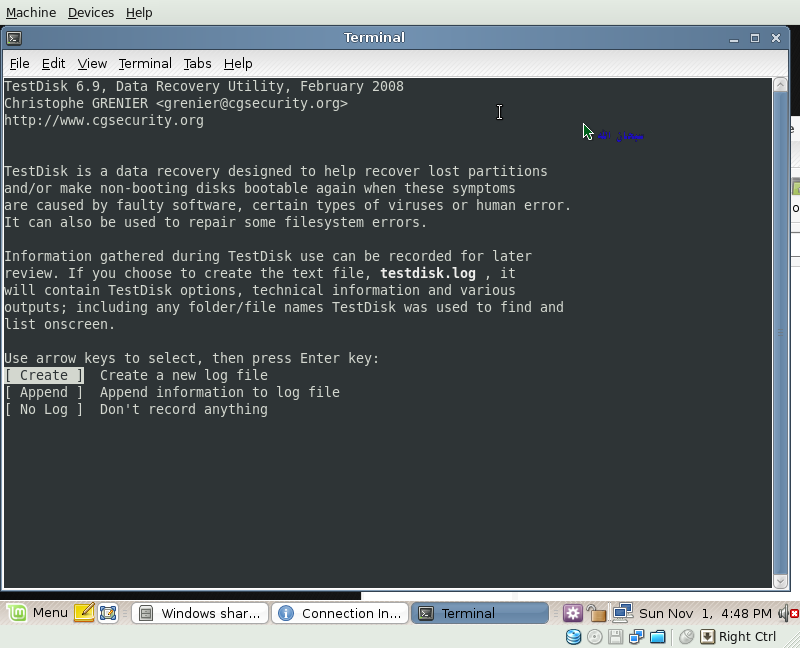 Machine Devices Help
Terminal
File Edit View Terminal Tabs Help
TestDisk 6.9, Data Recovery Utility, February 2008
Christophe GRENIER <grenier@cgsecurity.org>
http://www.cgsecurity.org
سبحان الله
TestDisk is a data recovery designed to help recover lost partitions
and/or make non-booting disks bootable again when these symptoms
are caused by faulty software, certain types of viruses or human error.
It can also be used to repair some filesystem errors.
Information gathered during TestDisk use can be recorded for later
review. If you choose to create the text file, testdisk.log , it
will contain TestDisk options, technical information and various
outputs; including any folder/file names TestDisk was used to find and
list onscreen.
Use arrow keys to select, then press Enter key:
[ Create ] Create a new log file
[ Append ] Append information to log file
[ No Log ] Don't record anything
Menu Windows shar... Connection In... Terminal Sun Nov 1, 4:48 PM
Right Ctrl